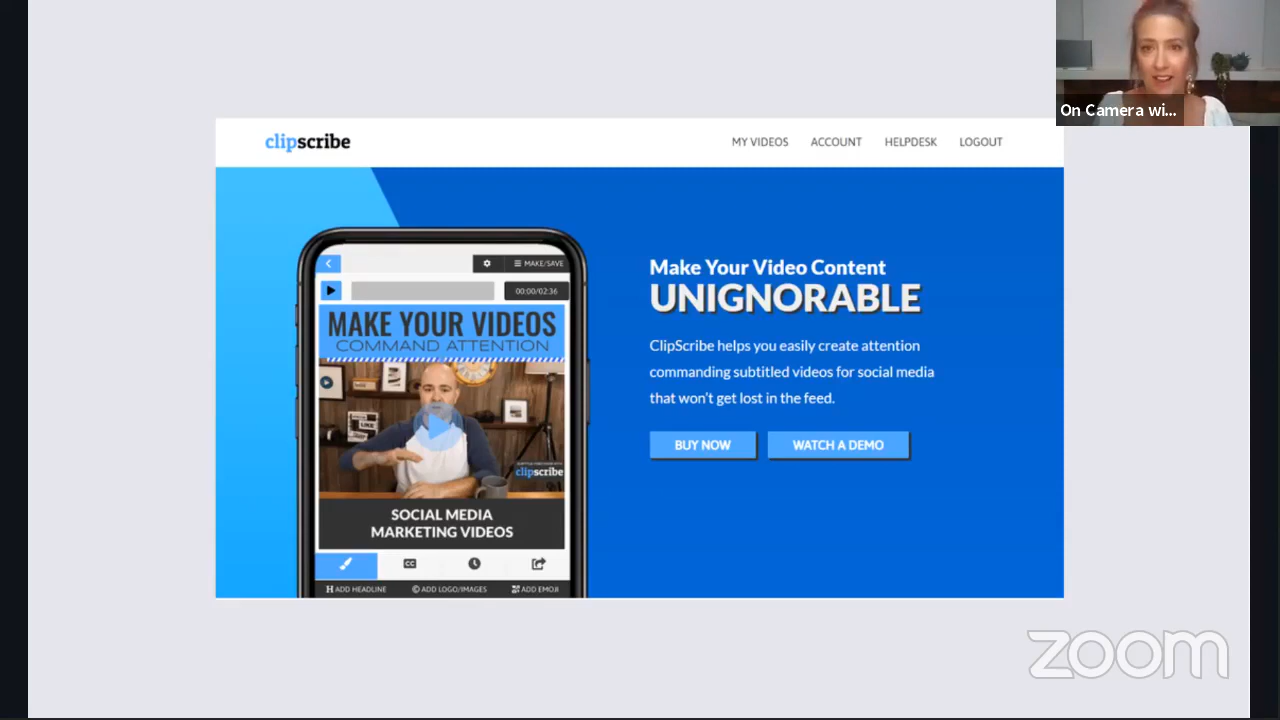 On Camera wi...
clipscribe
MY VIDEOS ACCOUNT HELPDESK LOGOUT
MAKE/SAVE
00:00/02:36
MAKE YOUR VIDEOS
COMMAND ATTENTION
clipscribe
SOCIAL MEDIA
MARKETING VIDEOS
CC
H ADD HEADLINE ADD LOGO/IMAGES ADD EMOJI
Make Your Video Content
UNIGNORABLE
ClipScribe helps you easily create attention
commanding subtitled videos for social media
that won't get lost in the feed.
BUY NOW WATCH A DEMO
zoom